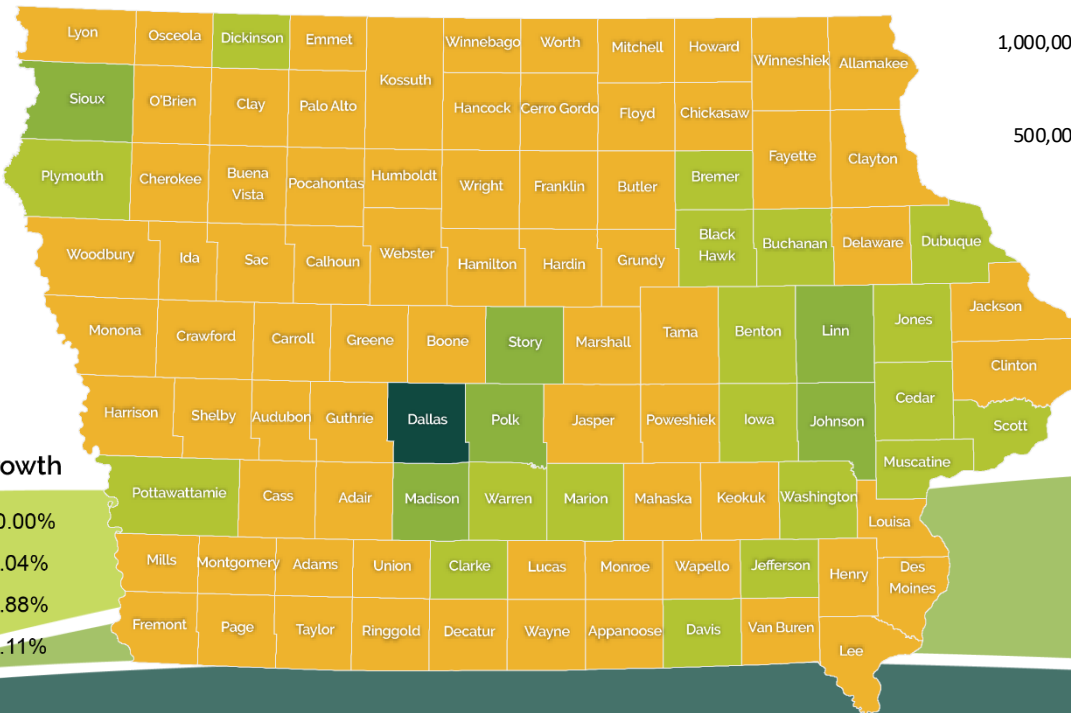 Lyon
Osceola
Dickinson
Emmet
Kossuth
Winnebago
Worth
Mitchell
Howard
Winneshiek
Allamakee
1,000,00
Sioux
O'Brien
Clay
Palo Alto
Hancock
Cerro Gordo
Floyd
Chickasaw
500,00
Plymouth
Cherokee
Buena
Vista
Pocahontas
Humboldt
Wright
Franklin
Butler
Bremer
Fayette
Clayton
Woodbury
Ida
Sac
Calhoun
Webster
Hamilton
Hardin
Grundy
Black
Hawk
Buchanan
Delaware
Dubuque
Monona
Crawford
Carroll
Greene
Boone
Story
Marshall
Tama
Benton
Linn
Jones
Jackson
Clinton
Harrison
Shelby
Audubon
Guthrie
Dallas
Polk
Jasper
Poweshiek
Iowa
Johnson
Cedar
Scott
Muscatine
owth
Pottawattamie
Cass
Adair
Madison
Warren
Marion
Mahaska
Keokuk
Washington
Louisa
0.00%
.04%
.88%
.11%
Mills
Montgomery
Adams
Union
Clarke
Lucas
Monroe
Wapello
Jefferson
Henry
Des
Moines
Fremont
Page
Taylor
Ringgold
Decatur
Wayne
Appanoose
Davis
Van Buren
Lee